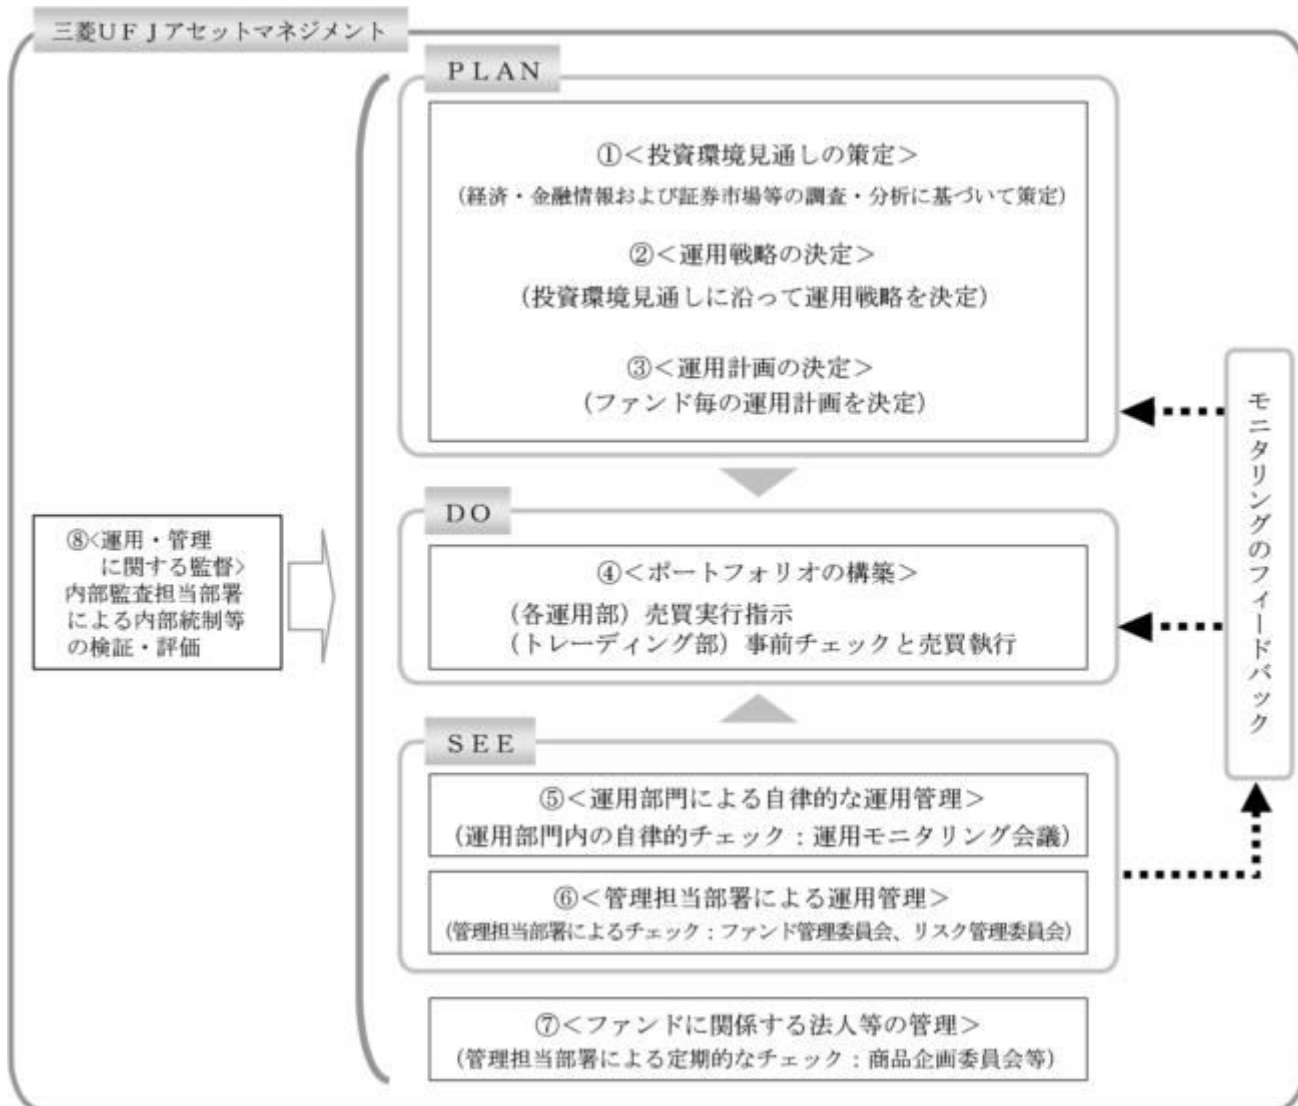 三菱ＵＦＪアセットマネジメント
ＰＬＡＮ
①＜投資環境見通しの策定＞
（経済・金融情報および証券市場等の調査・分析に基づいて策定）
②＜運用戦略の決定＞
（投資環境見通しに沿って運用戦略を決定）
③＜運用計画の決定＞
（ファンド毎の運用計画を決定）
ＤＯ
④＜ポートフォリオの構築＞
（各運用部）売買実行指示
（トレーディング部）事前チェックと売買執行
ＳＥＥ
⑤＜運用部門による自律的な運用管理＞
（運用部門内の自律的チェック：運用モニタリング会議）
⑥＜管理担当部署による運用管理＞
（管理担当部署によるチェック：ファンド管理委員会、リスク管理委員会）
⑦＜ファンドに関係する法人等の管理＞
（管理担当部署による定期的なチェック：商品企画委員会等）
⑧<運用・管理
に関する監督>
内部監査担当部署
による内部統制等
の検証・評価
モニタリングのフィードバック